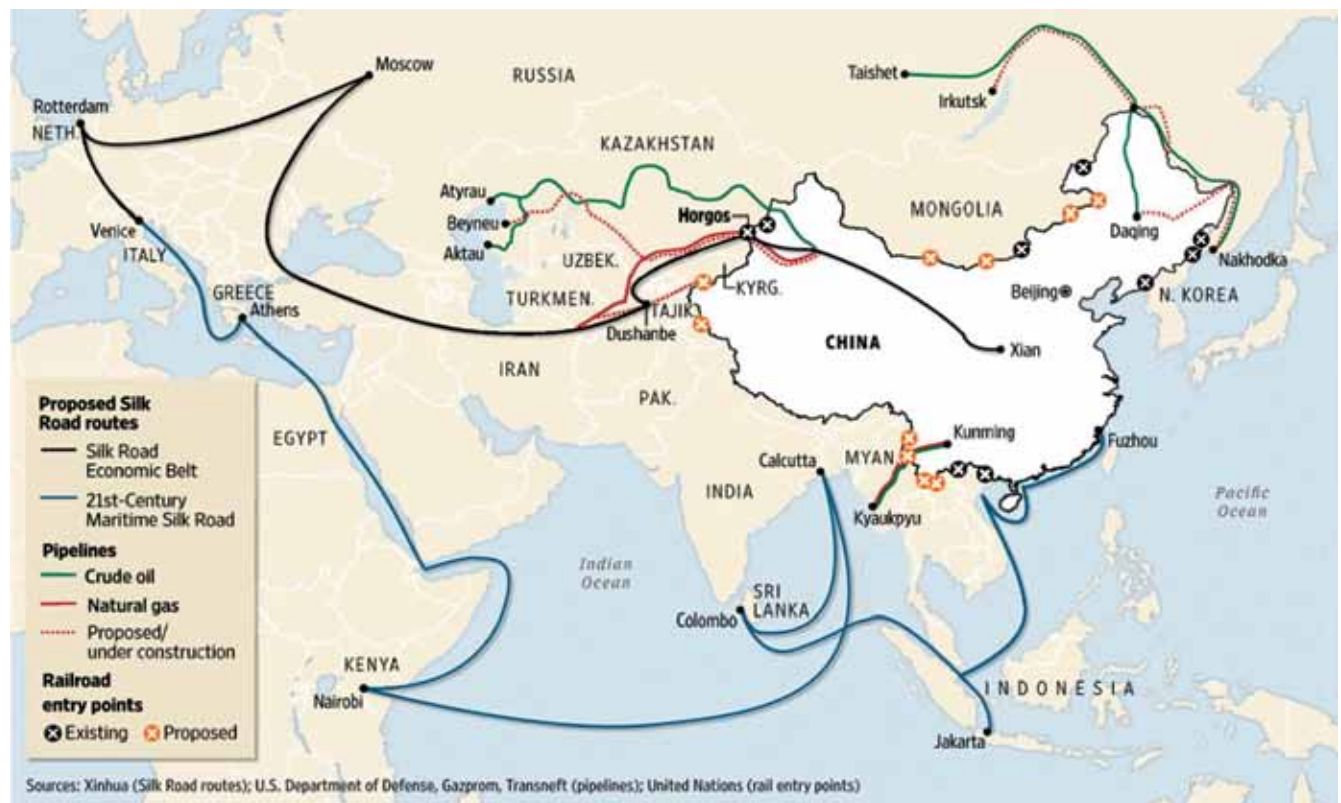 Moscow
RUSSIA
Taishet
Irkutsk
Rotterdam
NETH.
KAZAKHSTAN
Atyrau
Beyneu
Aktau
Horgos
MONGOLIA
Daqing
Nakhodka
Venice
ITALY
UZBEK.
KYRG.
TURKMEN.
TAJIK.
Dushanbe
Beijing
N. KOREA
GREECE
Athens
CHINA
Xian
IRAN
PAK.
EGYPT
Kunming
Fuzhou
Calcutta
MYAN
INDIA
Kyaukpyu
Pacific
Ocean
Indian
Ocean
SRI
LANKA
Colombo
KENYA
Nairobi
INDONESIA
Jakarta
Proposed Silk
Road routes
Silk Road
Economic Belt
21st-Century
Maritime Silk Road
Pipelines
Crude oil
Natural gas
Proposed/
under construction
Railroad
entry points
Existing Proposed
Sources: Xinhua (Silk Road routes); U.S. Department of Defense, Gazprom, Transneft (pipelines); United Nations (rail entry points)